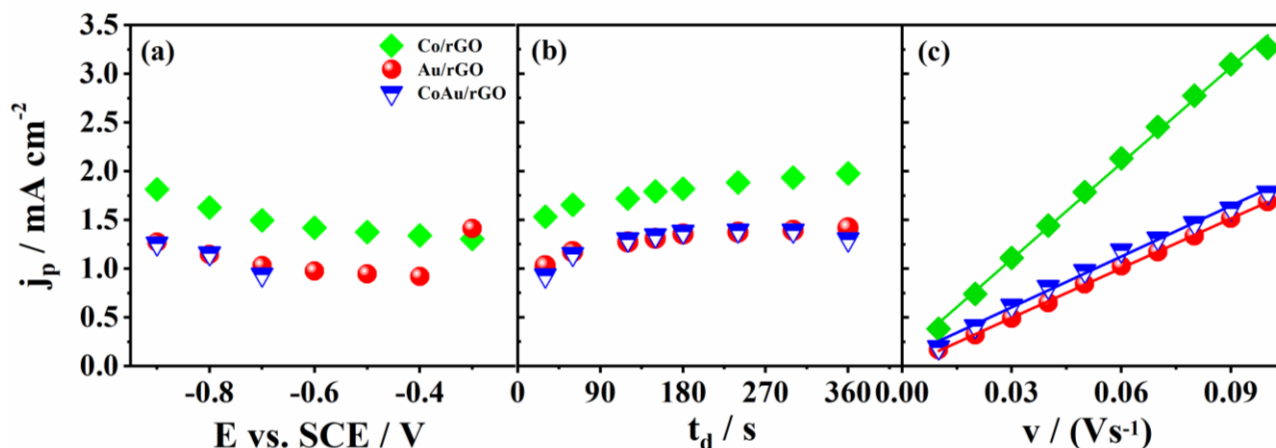 (a)
Co/rGO
Au/rGO
CoAu/rGO
(b)
(c)
3.5
3.0
2.5
2.0
1.5
1.0
0.5
0.0
j_p / mA cm⁻²
-0.8 -0.6 -0.4
E vs. SCE / V
0 90 180 270 360
t_d / s
0.00 0.03 0.06 0.09
v / (Vs⁻¹)